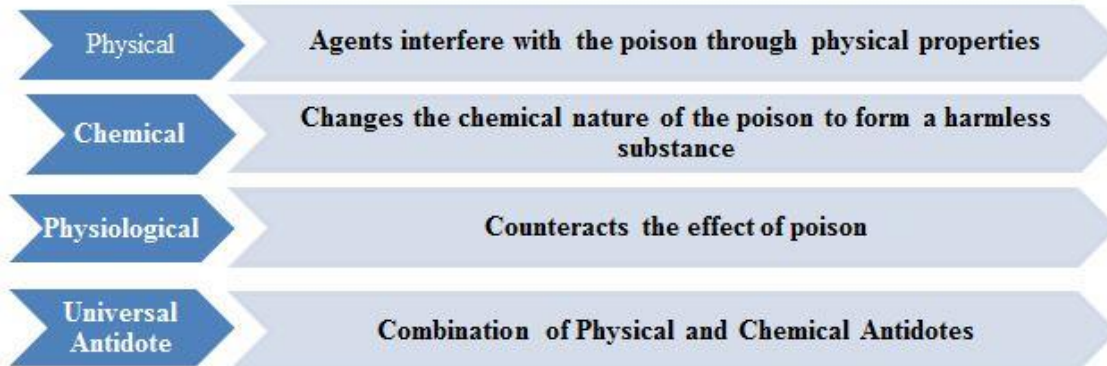 Physical
Agents interfere with the poison through physical properties
Chemical
Changes the chemical nature of the poison to form a harmless
substance
Physiological
Counteracts the effect of poison
Universal
Antidote
Combination of Physical and Chemical Antidotes